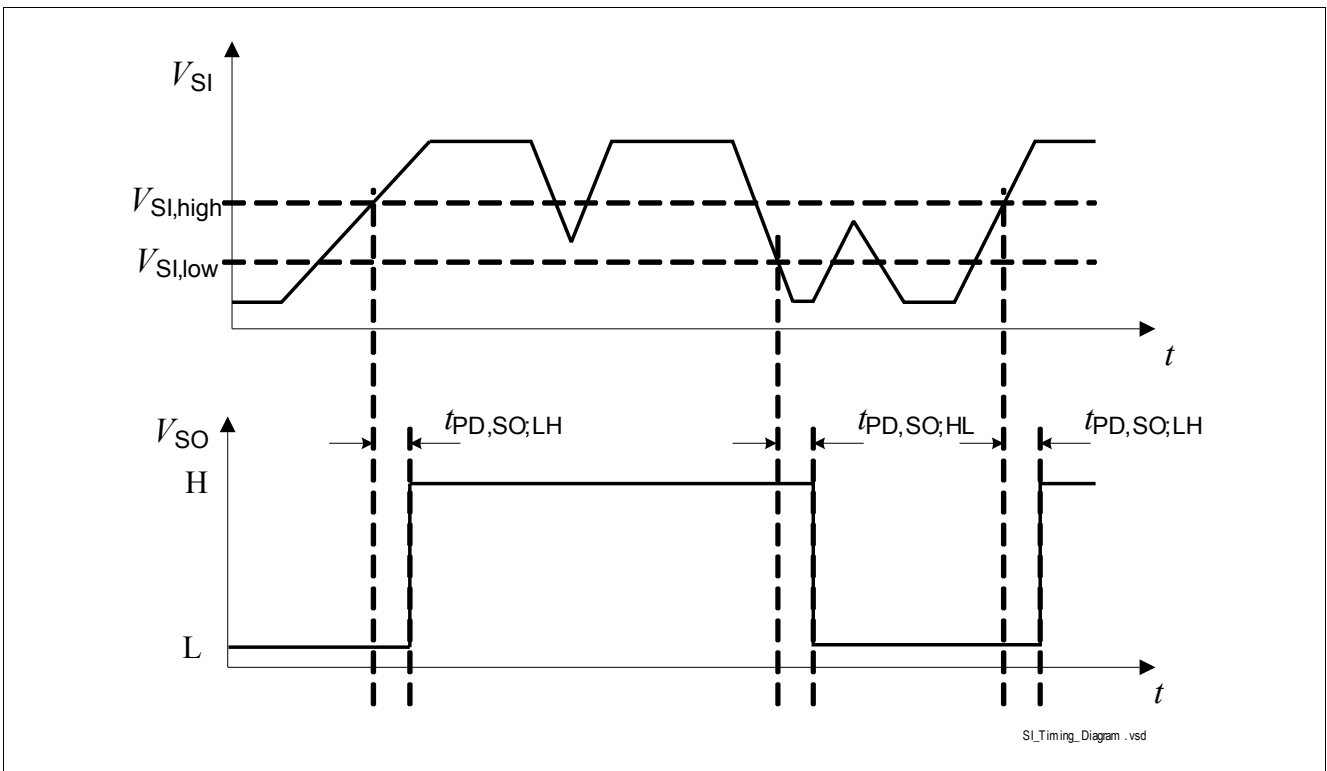 VSI
VSI,high
VSI,low
t
VSO
tPD,SO;LH
tPD,SO;HL
tPD,SO;LH
H
L
t
SI_Timing_Diagram .vsd